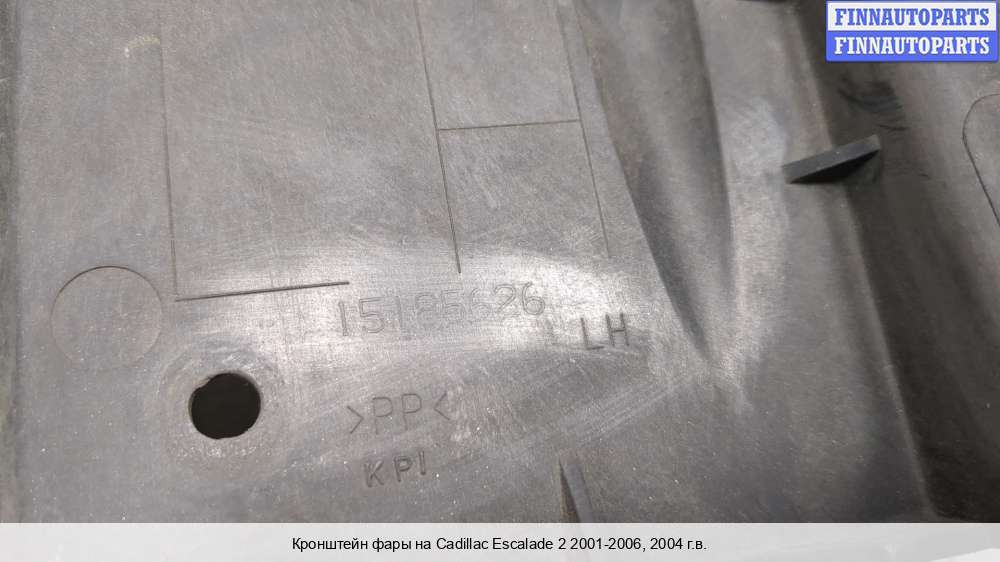 FINNAUTOPARTS
FINNAUTOPARTS
15185626
LH
>PP<
KPI
Кронштейн фары на Cadillac Escalade 2 2001-2006, 2004 г.в.